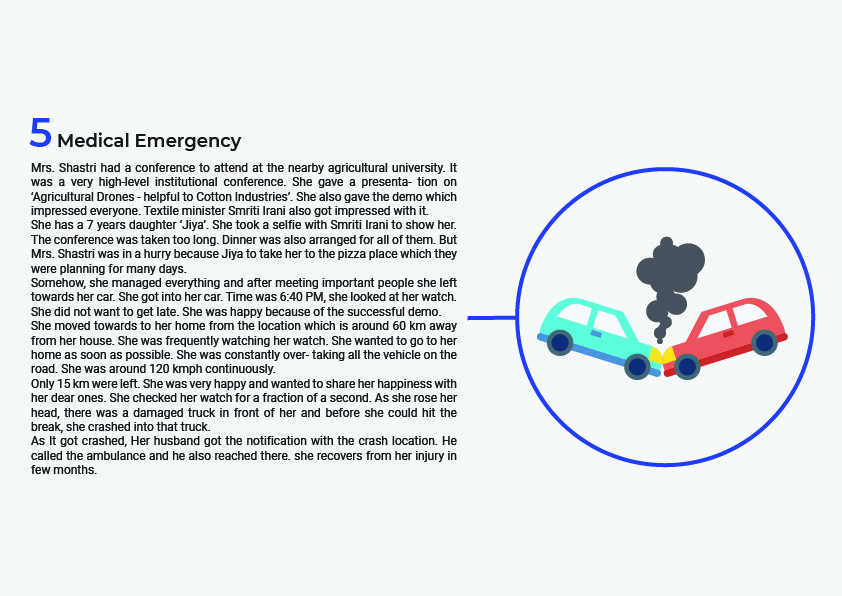 5 Medical Emergency
Mrs. Shastri had a conference to attend at the nearby agricultural university. It
was a very high-level institutional conference. She gave a presenta- tion on
‘Agricultural Drones - helpful to Cotton Industries’. She also gave the demo which
impressed everyone. Textile minister Smriti Irani also got impressed with it.
She has a 7 years daughter ‘Jiya’. She took a selfie with Smriti Irani to show her.
The conference was taken too long. Dinner was also arranged for all of them. But
Mrs. Shastri was in a hurry because Jiya to take her to the pizza place which they
were planning for many days.
Somehow, she managed everything and after meeting important people she left
towards her car. She got into her car. Time was 6:40 PM, she looked at her watch.
She did not want to get late. She was happy because of the successful demo.
She moved towards to her home from the location which is around 60 km away
from her house. She was frequently watching her watch. She wanted to go to her
home as soon as possible. She was constantly over- taking all the vehicle on the
road. She was around 120 kmph continuously.
Only 15 km were left. She was very happy and wanted to share her happiness with
her dear ones. She checked her watch for a fraction of a second. As she rose her
head, there was a damaged truck in front of her and before she could hit the
break, she crashed into that truck.
As It got crashed, Her husband got the notification with the crash location. He
called the ambulance and he also reached there. she recovers from her injury in
few months.